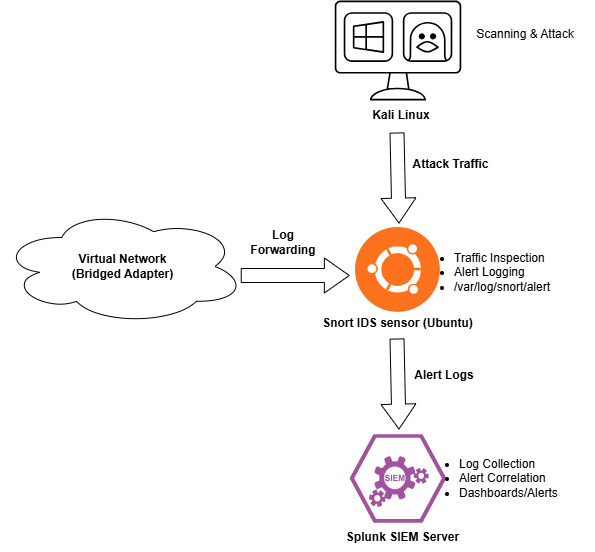 Scanning & Attack
Kali Linux
Attack Traffic
Log
Forwarding
Virtual Network
(Bridged Adapter)
Traffic Inspection
Alert Logging
/var/log/snort/alert
Snort IDS sensor (Ubuntu)
Alert Logs
SIEM
Log Collection
Alert Correlation
Dashboards/Alerts
Splunk SIEM Server